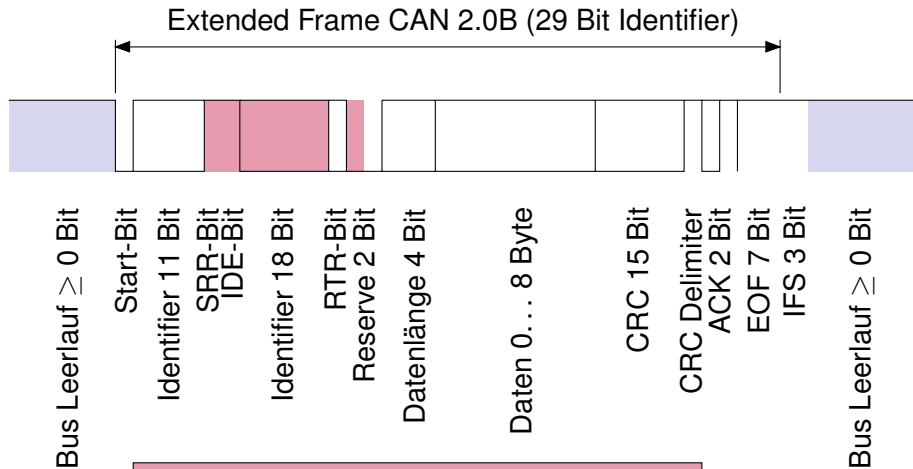 Extended Frame CAN 2.0B (29 Bit Identifier)
Bus Leerlauf ≥ 0 Bit
Start-Bit
Identifier 11 Bit
SRR-Bit
IDE-Bit
Identifier 18 Bit
RTR-Bit
Reserve 2 Bit
Datenlänge 4 Bit
Daten 0... 8 Byte
CRC 15 Bit
CRC Delimiter
ACK 2 Bit
EOF 7 Bit
IFS 3 Bit
Bus Leerlauf ≥ 0 Bit